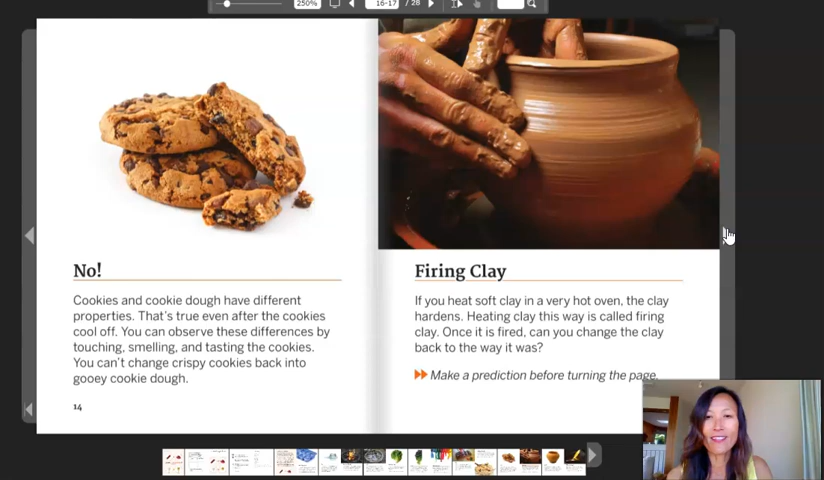 250%
16-17 / 28
No!
Cookies and cookie dough have different
properties. That's true even after the cookies
cool off. You can observe these differences by
touching, smelling, and tasting the cookies.
You can't change crispy cookies back into
gooey cookie dough.
14
Firing Clay
If you heat soft clay in a very hot oven, the clay
hardens. Heating clay this way is called firing
clay. Once it is fired, can you change the clay
back to the way it was?
Make a prediction before turning the page.